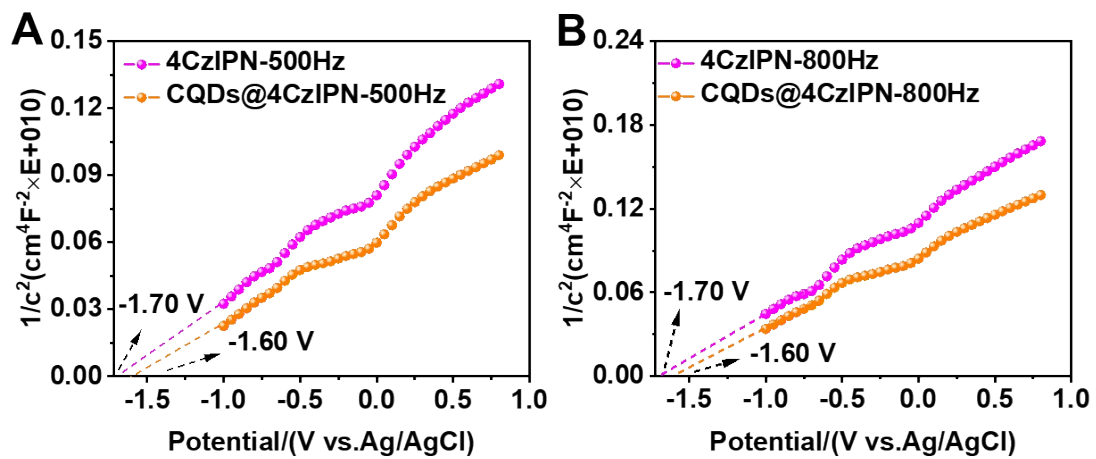 A
0.15
0.12
0.09
0.06
0.03
0.00
1/c²(cm⁴F⁻²×E+010)
4CzIPN-500Hz
CQDs@4CzIPN-500Hz
-1.70 V
-1.60 V
-1.5 -1.0 -0.5 0.0 0.5 1.0
Potential/(V vs.Ag/AgCl)
B
0.24
0.18
0.12
0.06
0.00
1/c²(cm⁴F⁻²×E+010)
4CzIPN-800Hz
CQDs@4CzIPN-800Hz
-1.70 V
-1.60 V
-1.5 -1.0 -0.5 0.0 0.5 1.0
Potential/(V vs.Ag/AgCl)